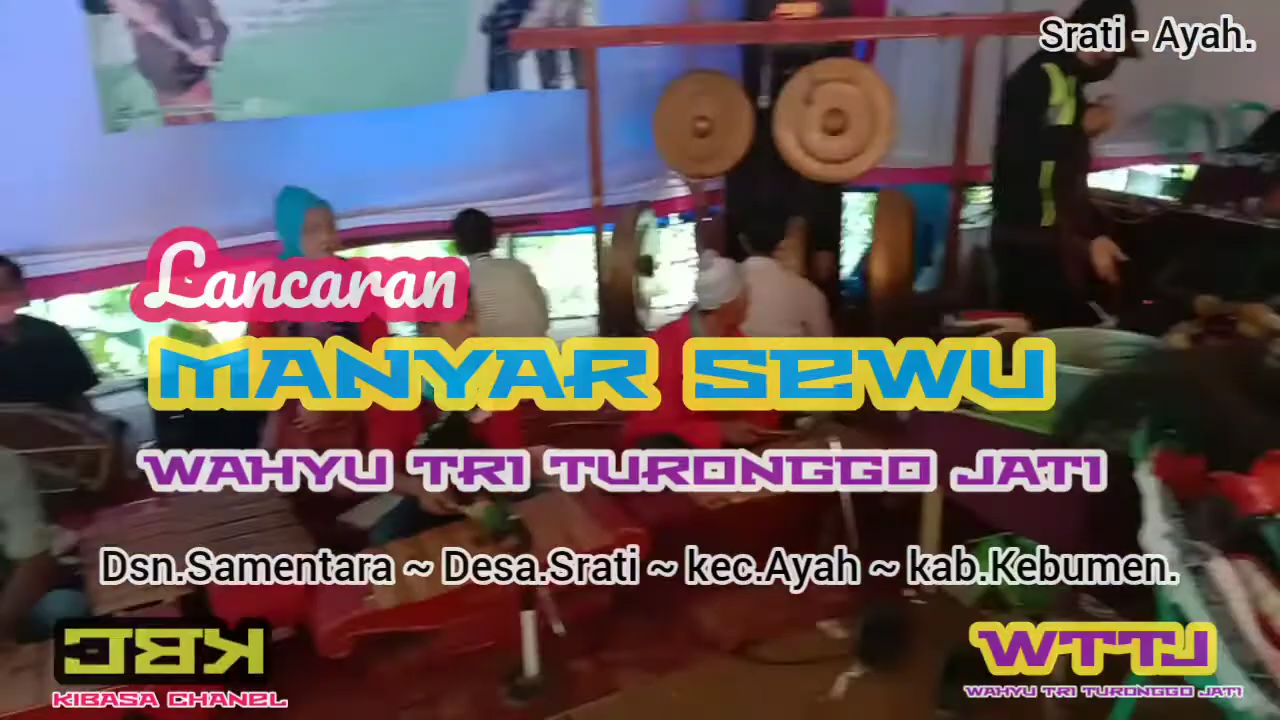 Srati - Ayah.
Lancaran
MANYAR SEWU
WAHYU TRI TURONGGO JATI
Dsn.Samentara ~ Desa.Srati ~ kec.Ayah ~ kab.Kebumen.
KIBASA CHANEL
WTTJ
WAHYU TRI TURONGGO JATI